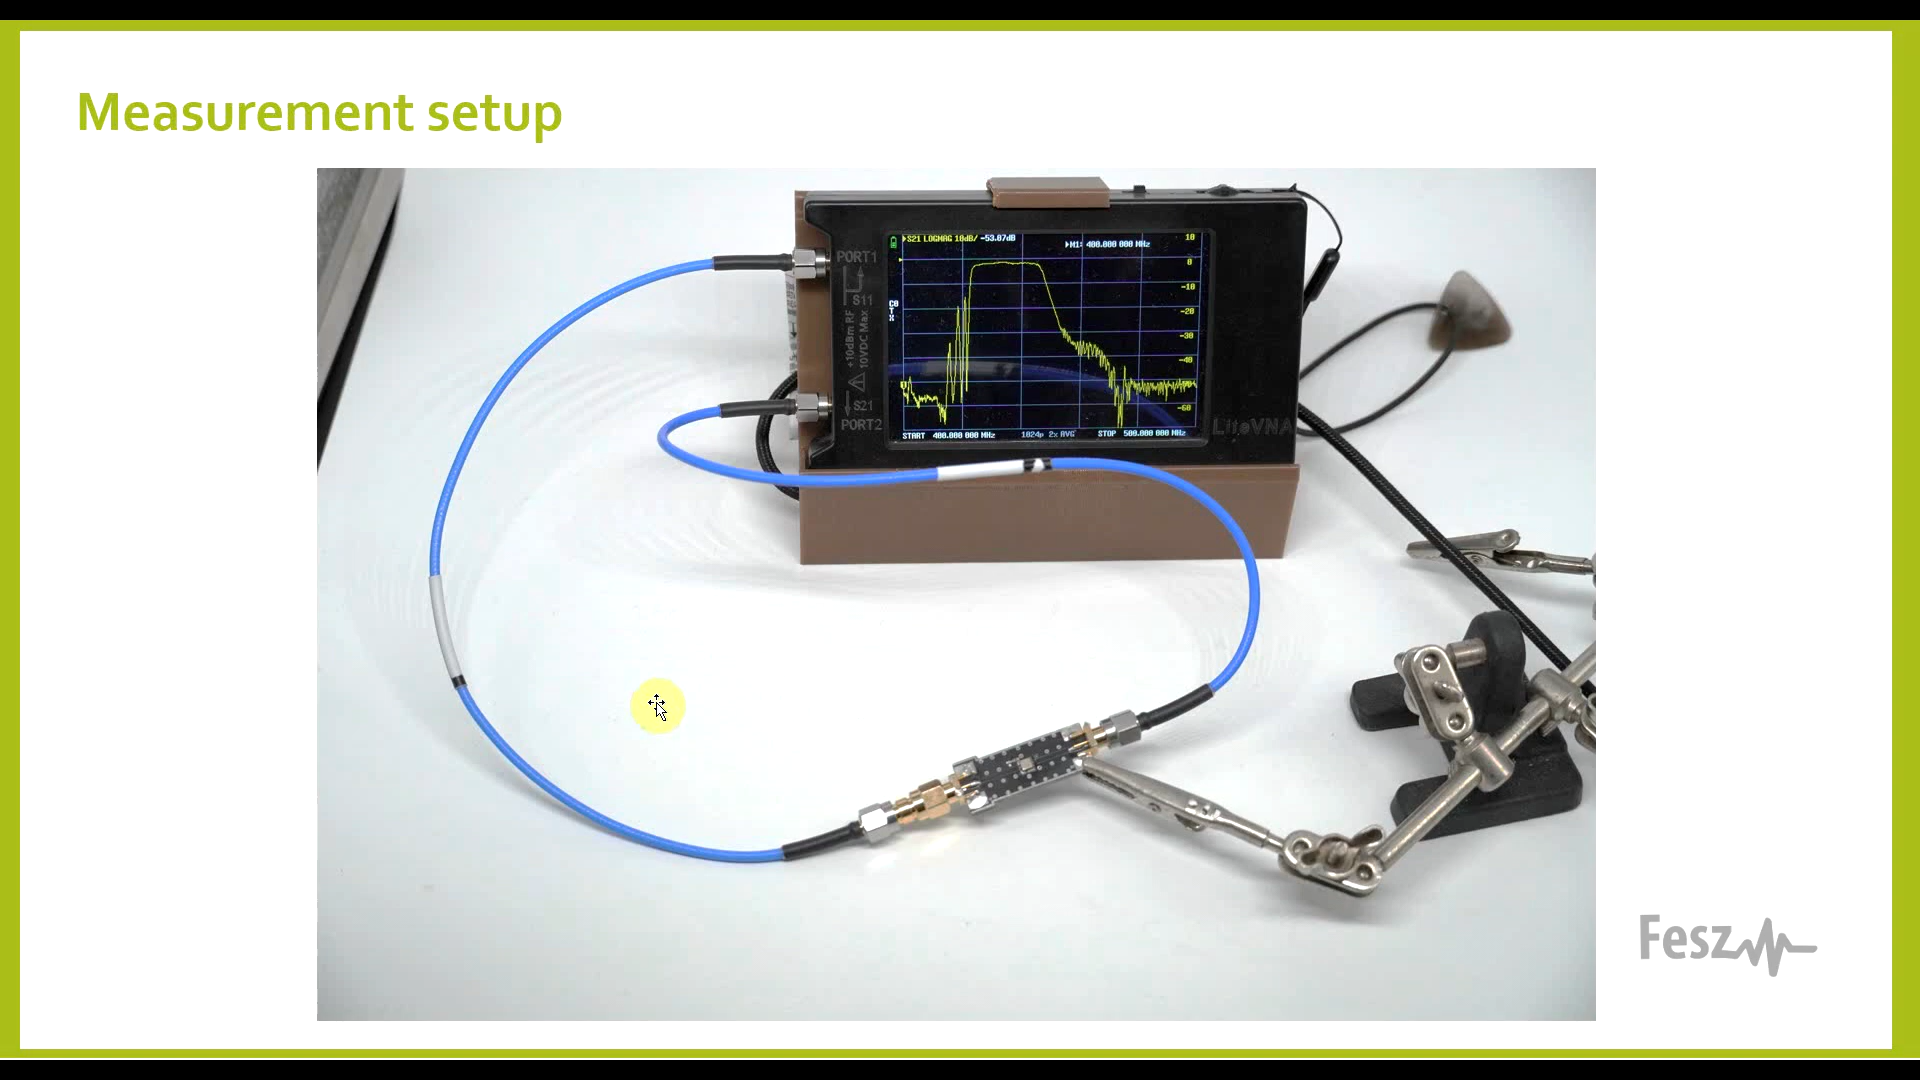 Measurement setup
S21 LOGMAG 10dB/ -53.07dB
M1: 400.000 000 MHz
10
0
-10
-20
-30
-40
-60
C0
START 400.000 000 MHz
1024p 2x AVG
STOP 500.000 000 MHz
PORT1
S11
+10dBm RF
10VDC Max
S21
PORT2
LiteVNA
Fesz